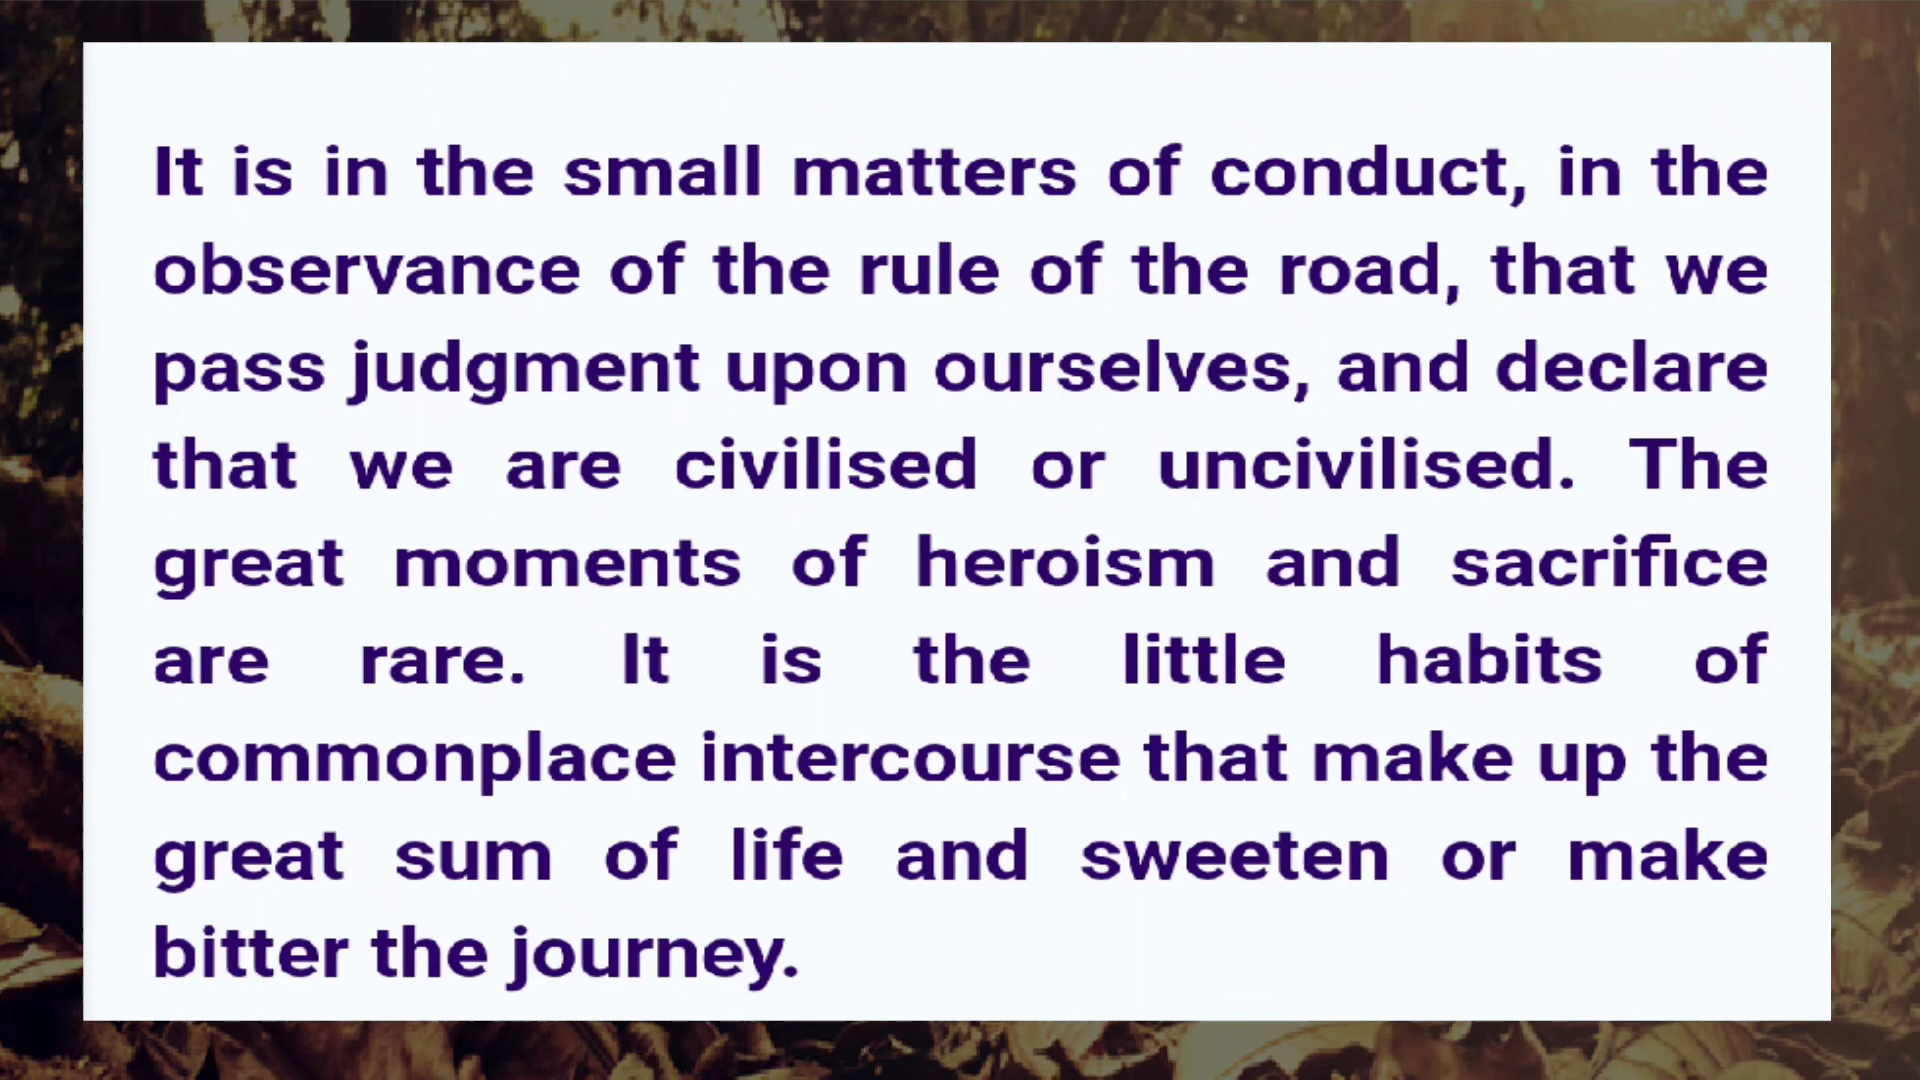 It is in the small matters of conduct, in the
observance of the rule of the road, that we
pass judgment upon ourselves, and declare
that we are civilised or uncivilised. The
great moments of heroism and sacrifice
are rare. It is the little habits of
commonplace intercourse that make up the
great sum of life and sweeten or make
bitter the journey.